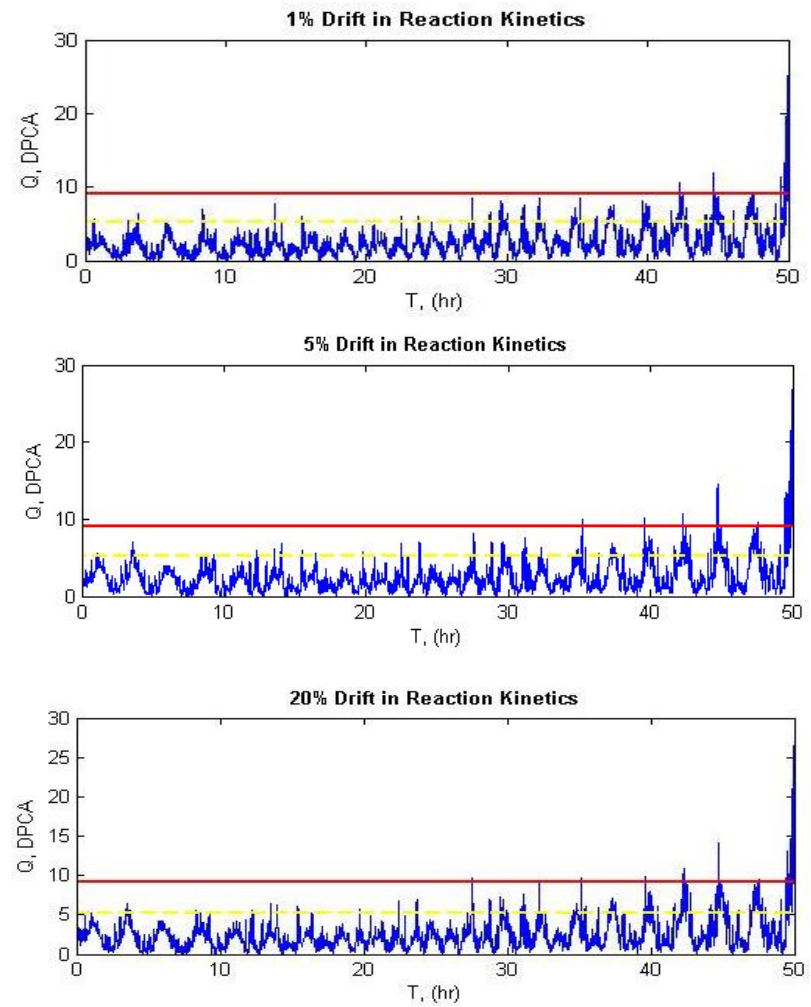 1% Drift in Reaction Kinetics
30
20
10
0
Q, DPCA
0 10 20 30 40 50
T, (hr)
5% Drift in Reaction Kinetics
30
20
10
0
Q, DPCA
0 10 20 30 40 50
T, (hr)
20% Drift in Reaction Kinetics
30
25
20
15
10
5
0
Q, DPCA
0 10 20 30 40 50
T, (hr)